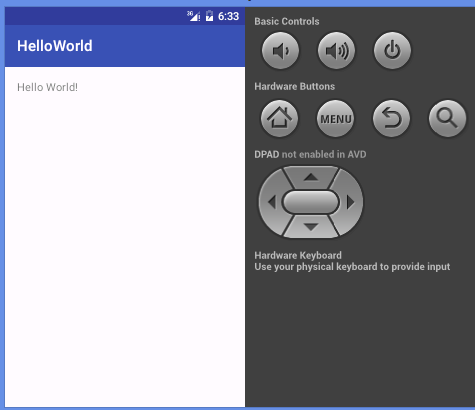 3G 6:33
HelloWorld
Hello World!
Basic Controls
Hardware Buttons
MENU
DPAD not enabled in AVD
Hardware Keyboard
Use your physical keyboard to provide input